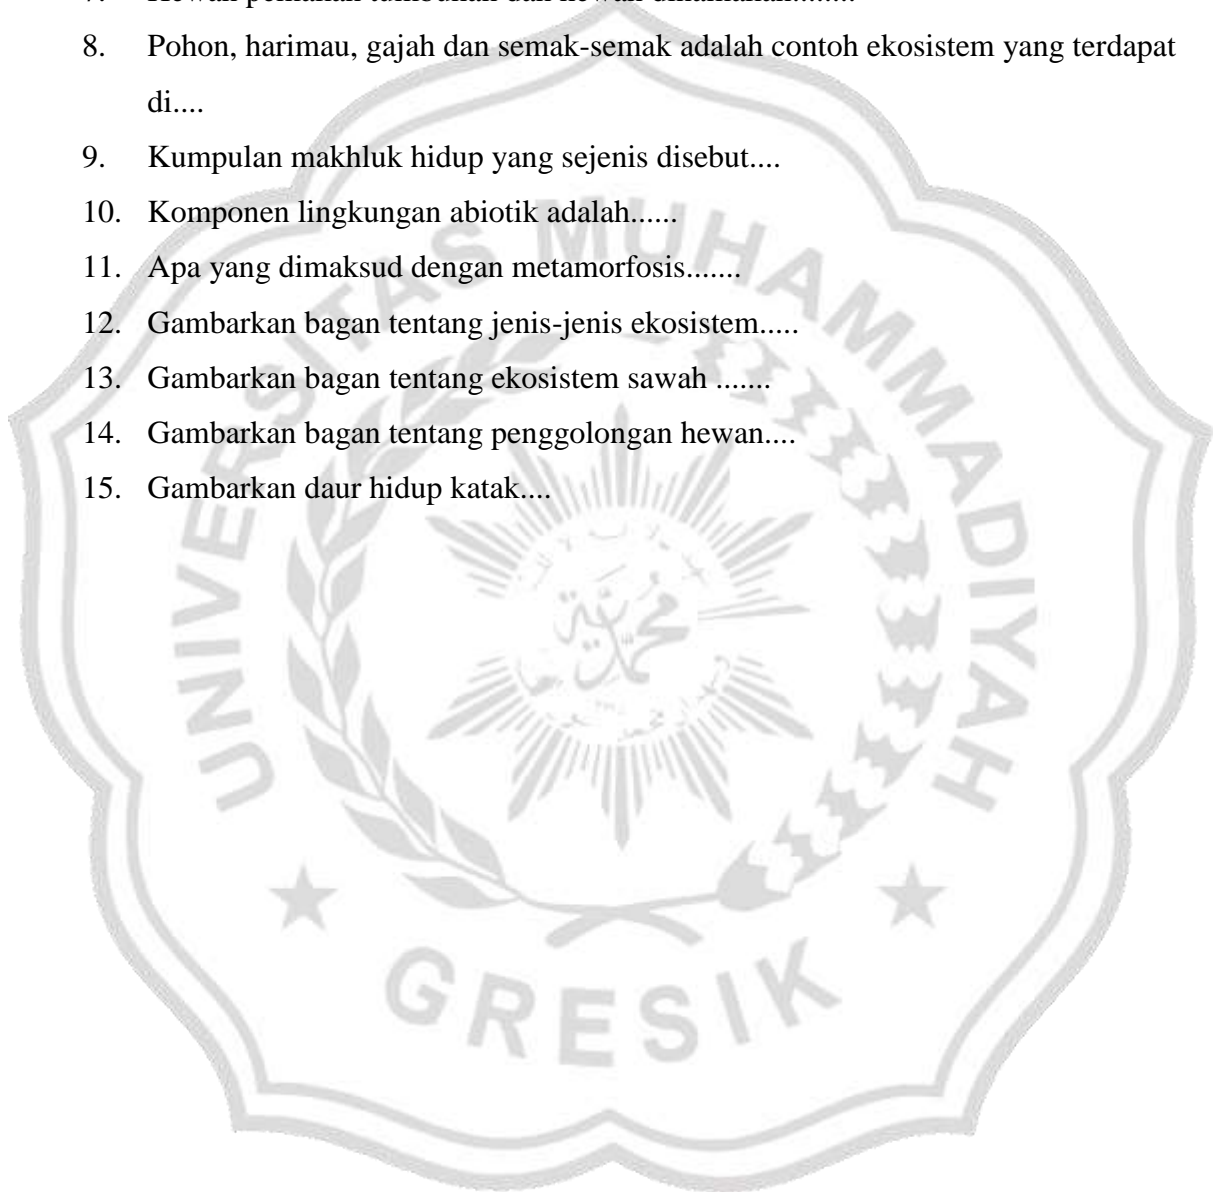 8. Pohon, harimau, gajah dan semak-semak adalah contoh ekosistem yang terdapat
di....
9. Kumpulan makhluk hidup yang sejenis disebut....
10. Komponen lingkungan abiotik adalah......
11. Apa yang dimaksud dengan metamorfosis.......
12. Gambarkan bagan tentang jenis-jenis ekosistem.....
13. Gambarkan bagan tentang ekosistem sawah .......
14. Gambarkan bagan tentang penggolongan hewan....
15. Gambarkan daur hidup katak....
UNIVERSITAS MUHAMMADIYAH
GRESIK